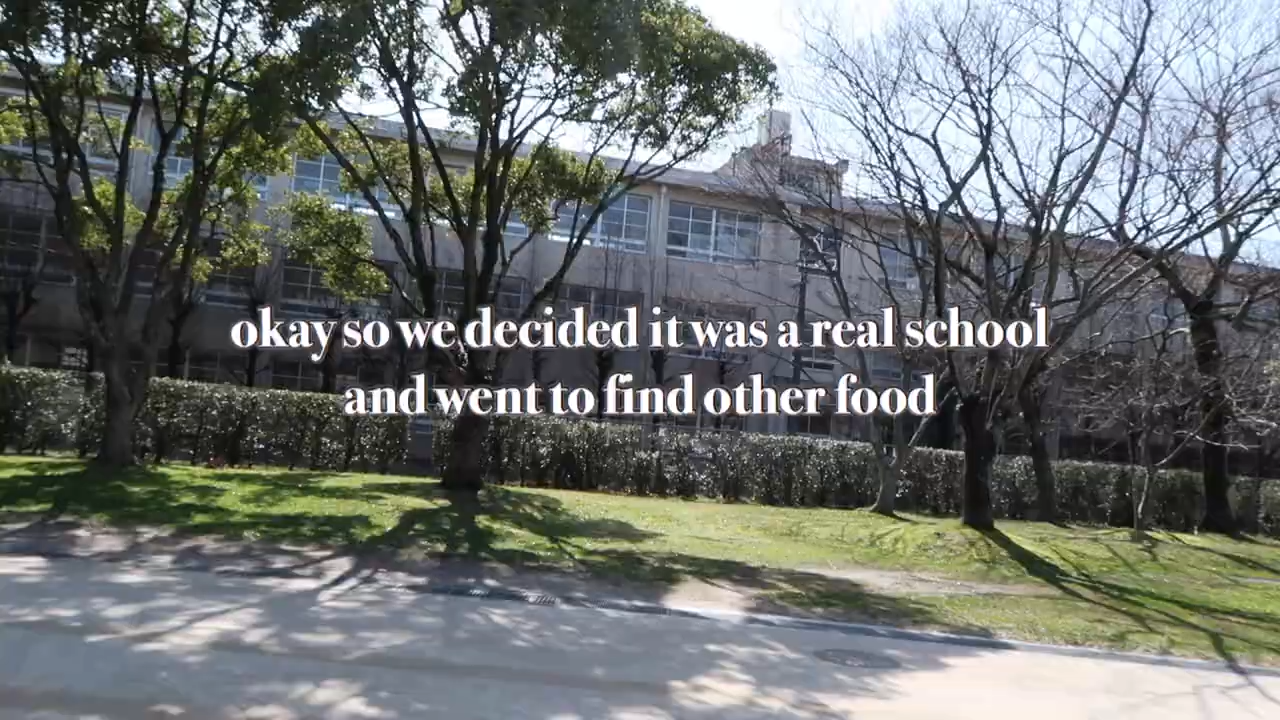 okay so we decided it was a real school
and went to find other food